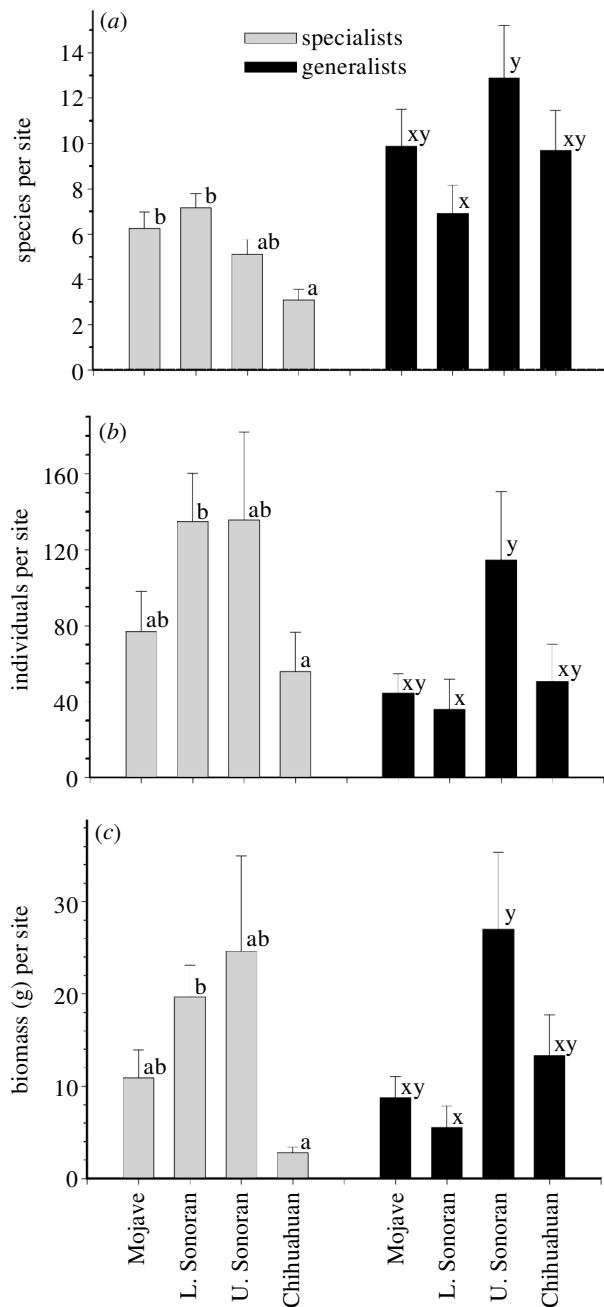 (a)
specialists
generalists
species per site
14
12
10
8
6
4
2
0
b
b
ab
a
xy
x
y
xy
(b)
individuals per site
160
120
80
40
0
ab
b
ab
a
xy
x
y
xy
(c)
biomass (g) per site
30
20
10
0
ab
b
ab
a
xy
x
y
xy
Mojave
L. Sonoran
U. Sonoran
Chihuahuan
Mojave
L. Sonoran
U. Sonoran
Chihuahuan